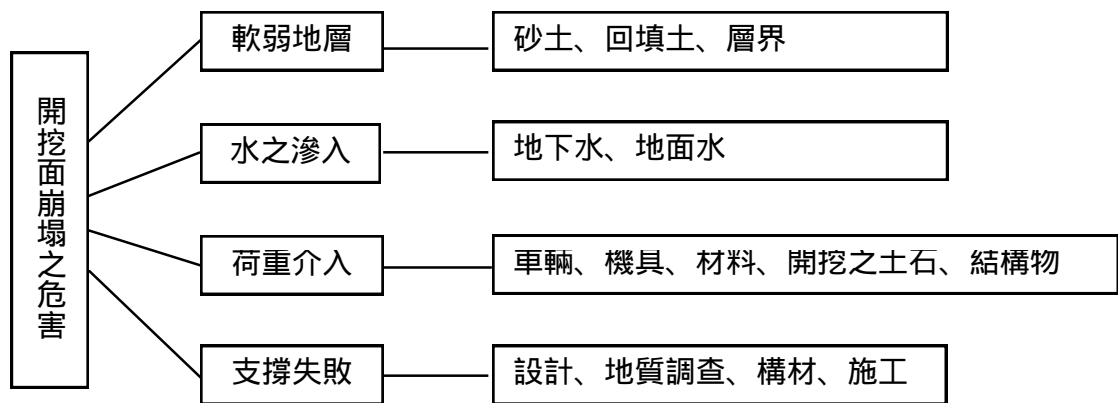 開挖面崩塌之危害
軟弱地層
砂土、回填土、層界
水之滲入
地下水、地面水
荷重介入
車輛、機具、材料、開挖之土石、結構物
支撐失敗
設計、地質調查、構材、施工